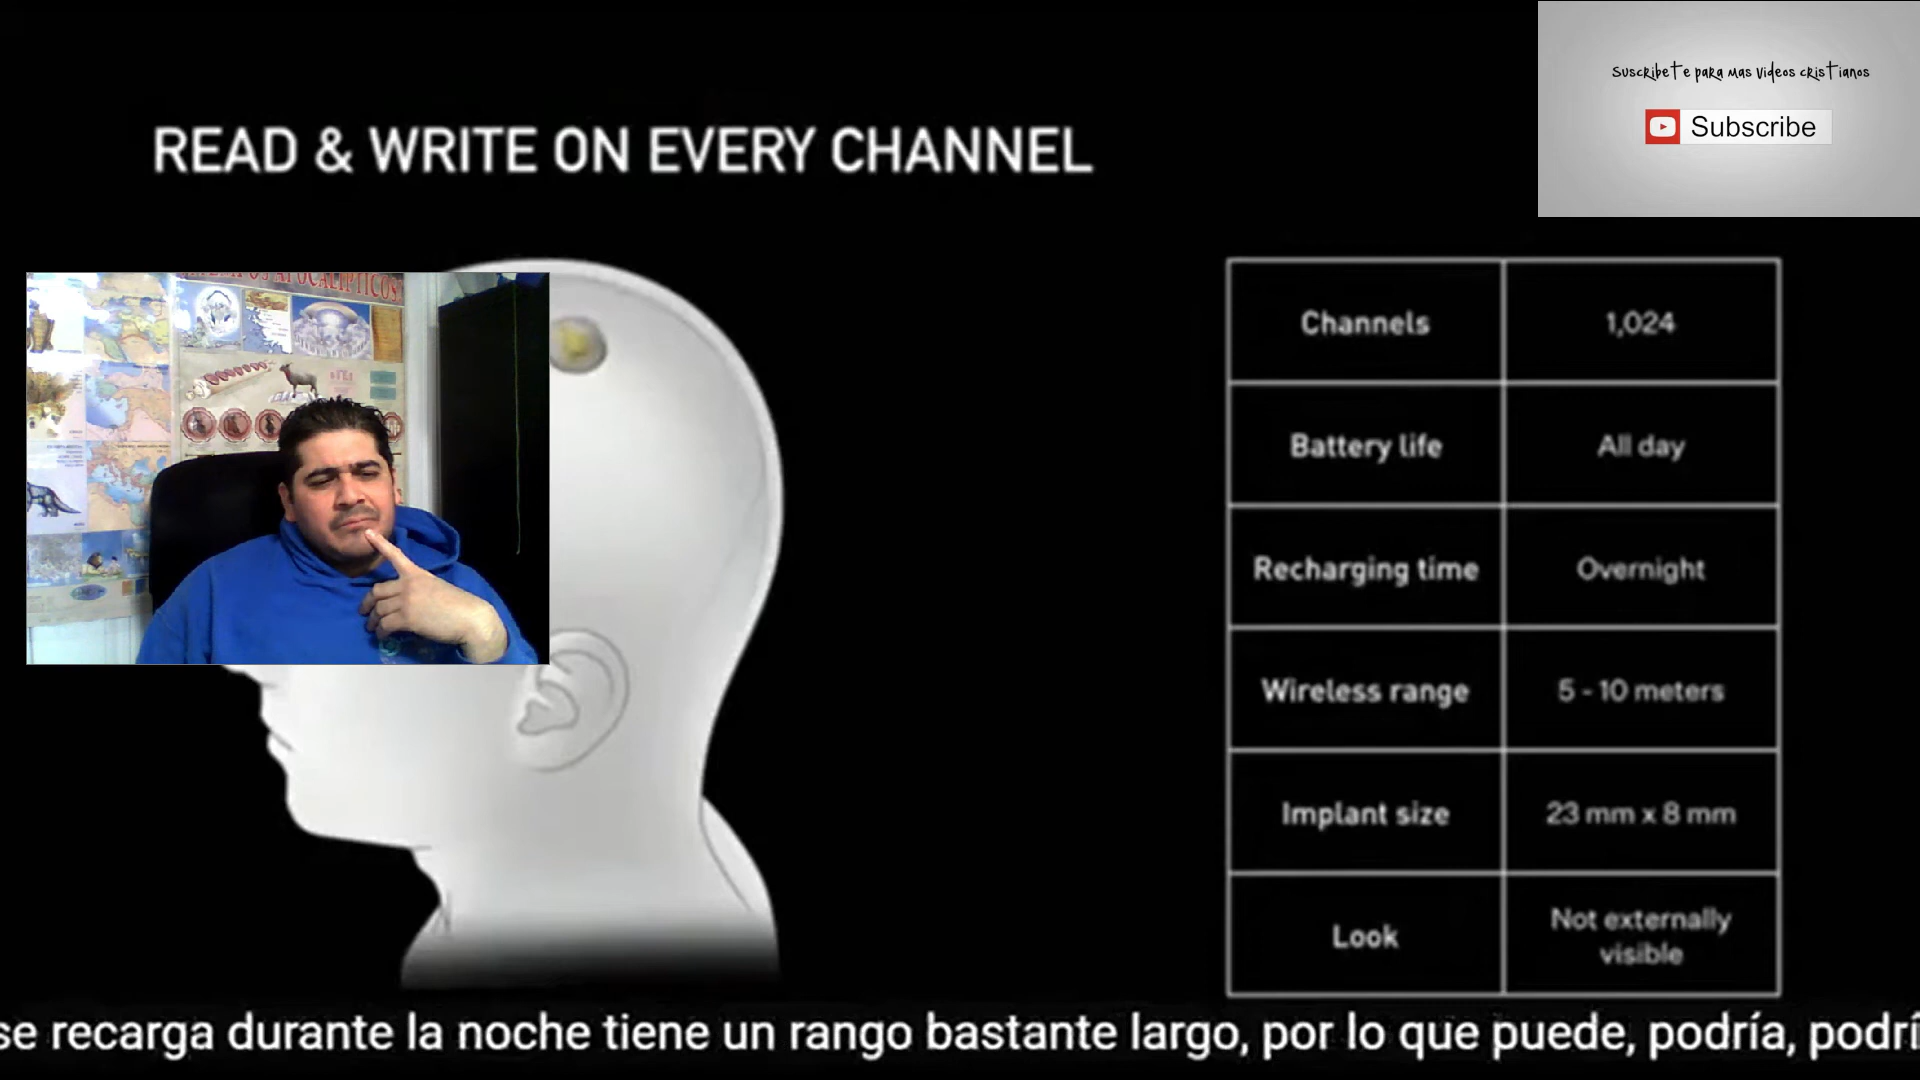 Suscribete para mas videos cristianos
Subscribe
READ & WRITE ON EVERY CHANNEL
APOCALIPTICOS
Channels 1,024
Battery life All day
Recharging time Overnight
Wireless range 5 - 10 meters
Implant size 23 mm x 8 mm
Look Not externally
visible
se recarga durante la noche tiene un rango bastante largo, por lo que puede, podría, podrí